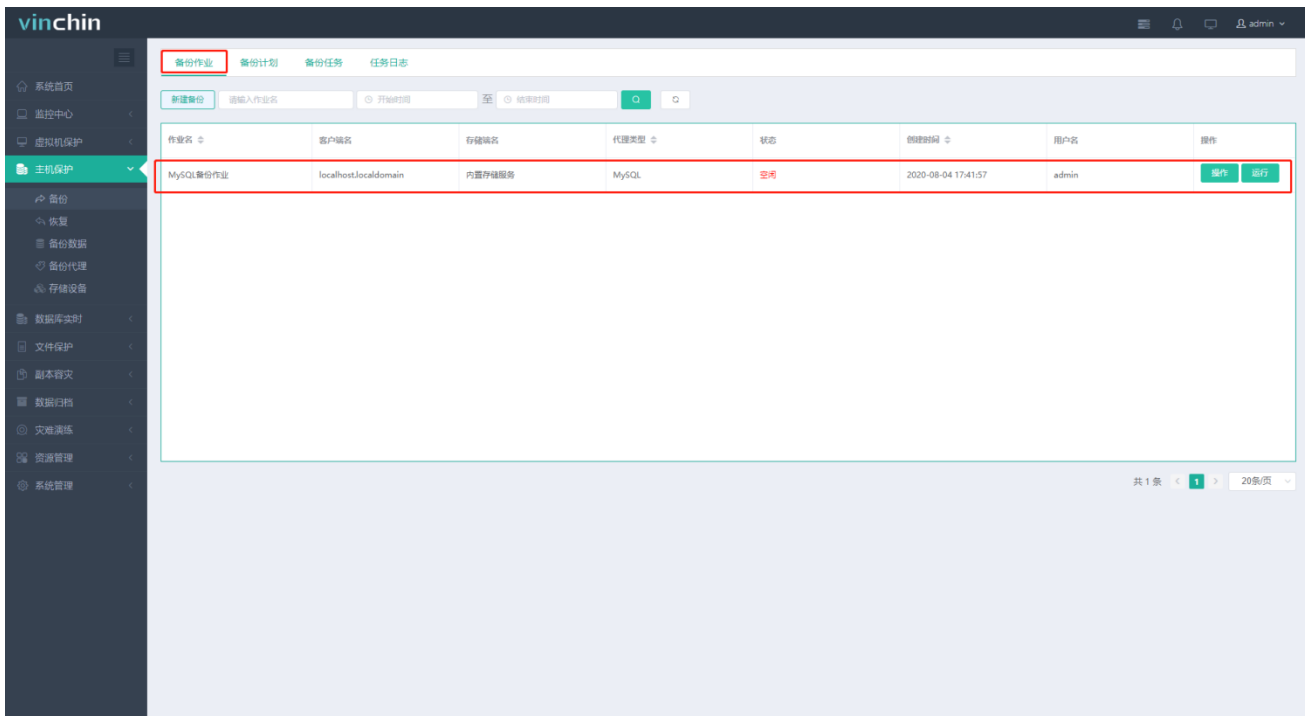 vinchin
admin
备份作业 备份计划 备份任务 任务日志
系统首页
新建备份 请输入作业名 开始时间 至 结束时间
监控中心
虚拟机保护
作业名 客户端名 存储端名 代理类型 状态 创建时间 用户名 操作
主机保护
MySQL备份作业 localhost.localdomain 内置存储服务 MySQL 空闲 2020-08-04 17:41:57 admin 操作 运行
备份
恢复
备份数据
备份代理
存储设备
数据库实时
文件保护
副本容灾
数据归档
灾难演练
资源管理
系统管理
共1条 1 20条/页